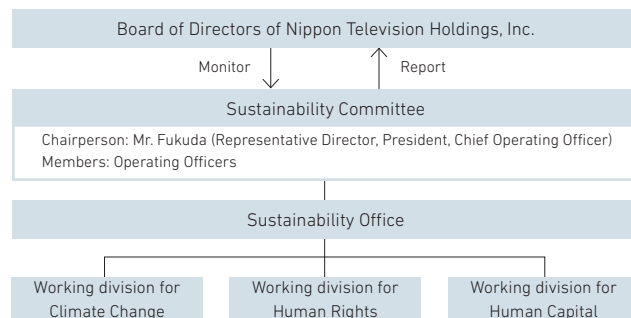 Board of Directors of Nippon Television Holdings, Inc.
Monitor
Report
Sustainability Committee
Chairperson: Mr. Fukuda (Representative Director, President, Chief Operating Officer)
Members: Operating Officers
Sustainability Office
Working division for
Climate Change
Working division for
Human Rights
Working division for
Human Capital